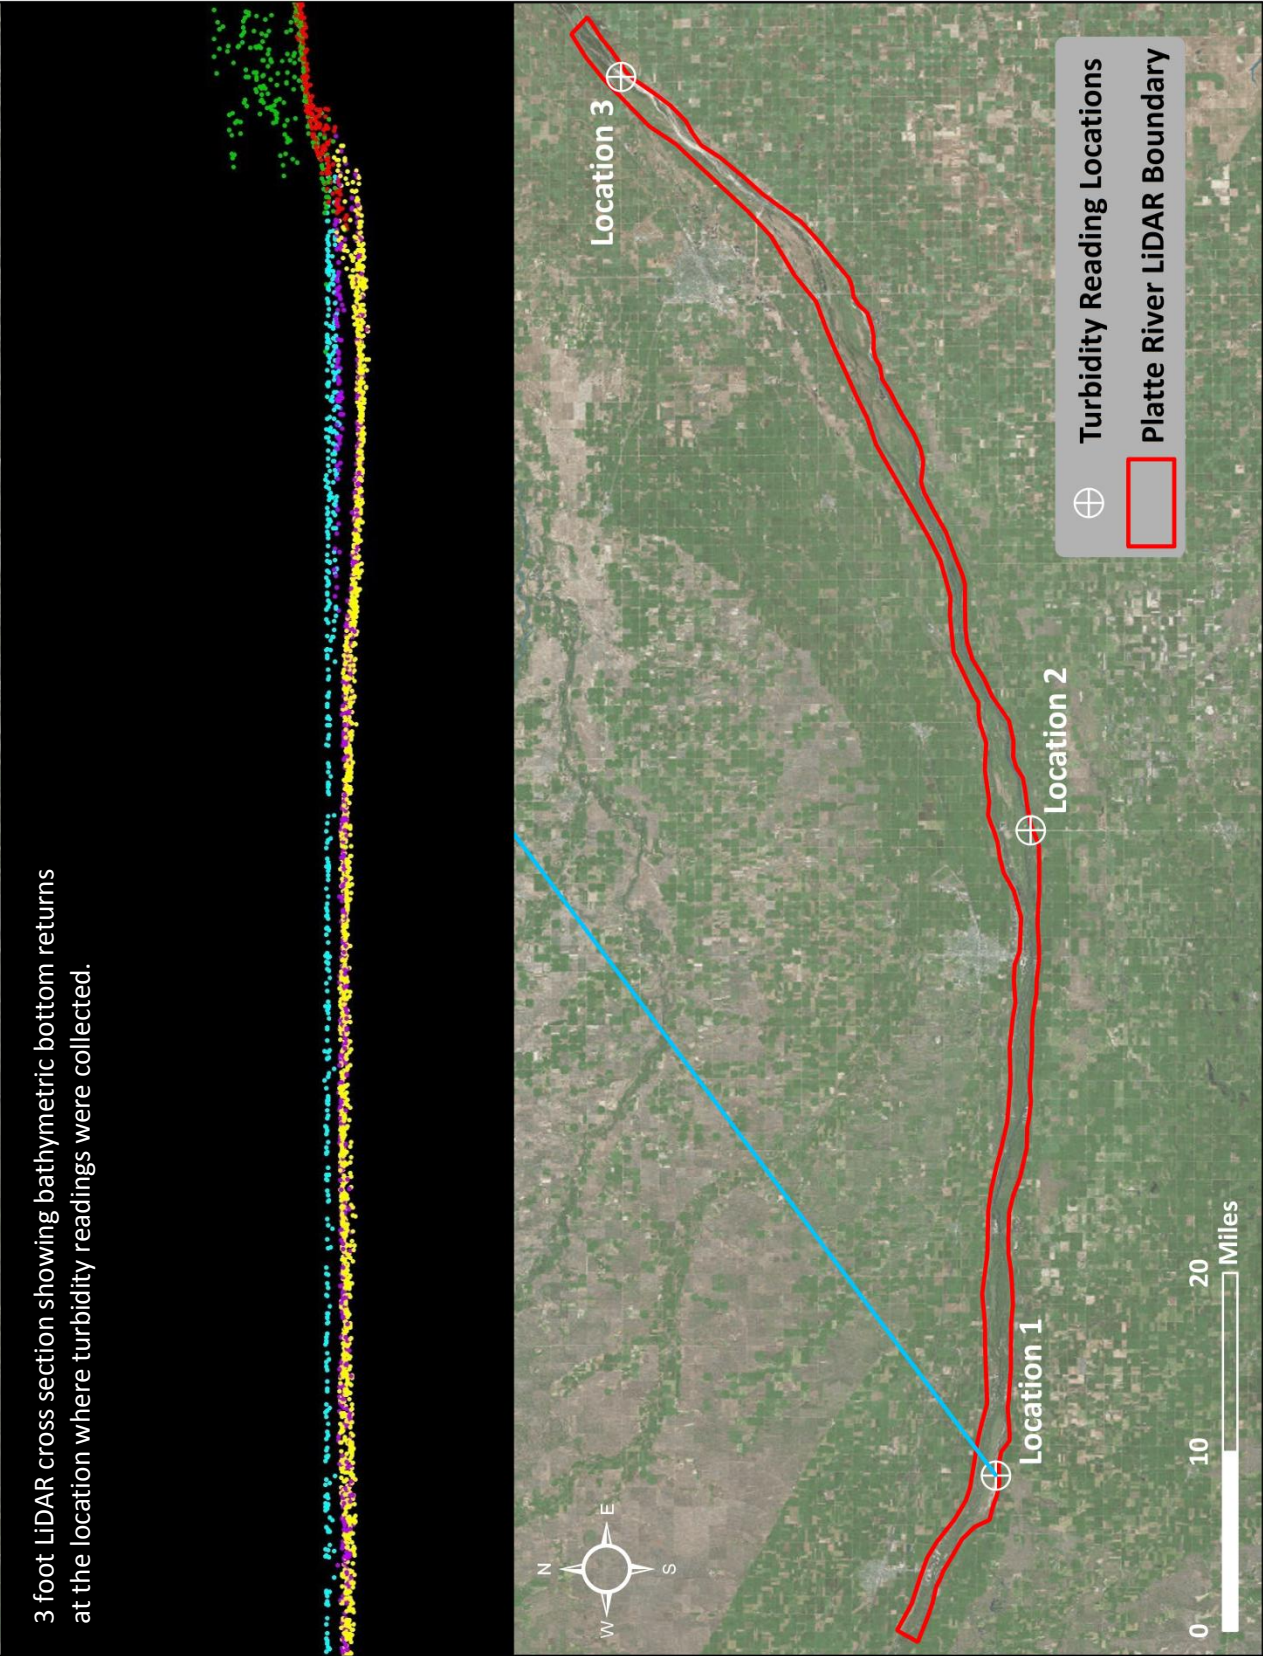 3 foot LiDAR cross section showing bathymetric bottom returns
at the location where turbidity readings were collected.
Location 1
Location 2
Location 3
N
W
E
S
0
10
20
Miles
Turbidity Reading Locations
Platte River LiDAR Boundary